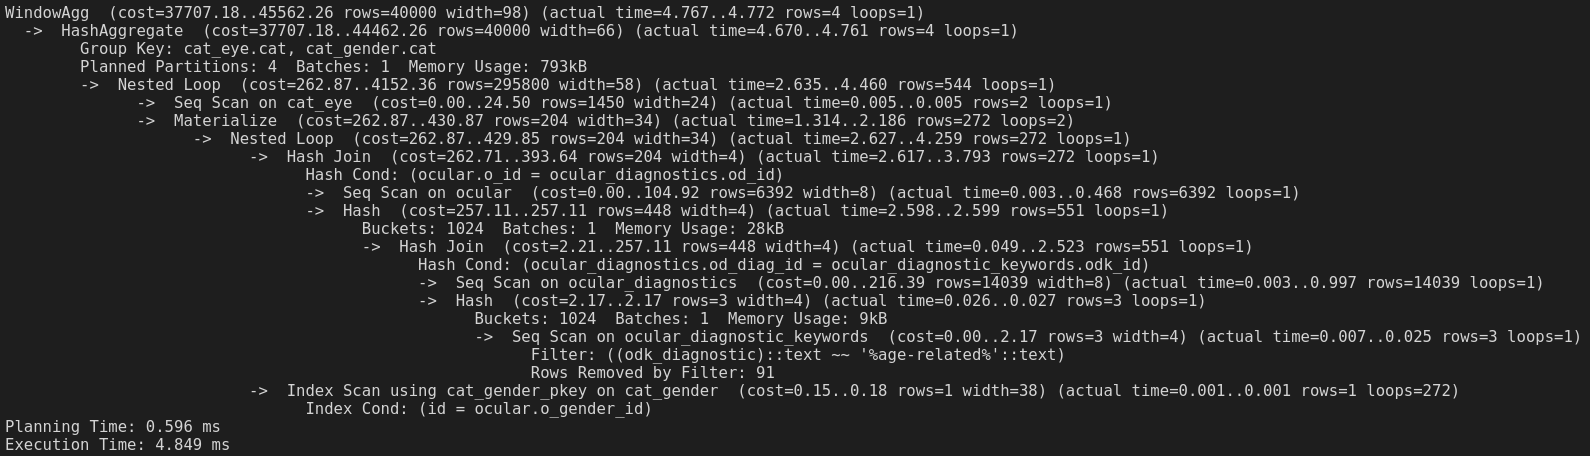 WindowAgg  (cost=37707.18..45562.26 rows=40000 width=98) (actual time=4.767..4.772 rows=4 loops=1)
  ->  HashAggregate  (cost=37707.18..44462.26 rows=40000 width=66) (actual time=4.670..4.761 rows=4 loops=1)
        Group Key: cat_eye.cat, cat_gender.cat
        Planned Partitions: 4  Batches: 1  Memory Usage: 793kB
        ->  Nested Loop  (cost=262.87..4152.36 rows=295800 width=58) (actual time=2.635..4.460 rows=544 loops=1)
              ->  Seq Scan on cat_eye  (cost=0.00..24.50 rows=1450 width=24) (actual time=0.005..0.005 rows=2 loops=1)
              ->  Materialize  (cost=262.87..430.87 rows=204 width=34) (actual time=1.314..2.186 rows=272 loops=2)
                    ->  Nested Loop  (cost=262.87..429.85 rows=204 width=34) (actual time=2.627..4.259 rows=272 loops=1)
                          ->  Hash Join  (cost=262.71..393.64 rows=204 width=4) (actual time=2.617..3.793 rows=272 loops=1)
                                Hash Cond: (ocular.o_id = ocular_diagnostics.od_id)
                                ->  Seq Scan on ocular  (cost=0.00..104.92 rows=6392 width=8) (actual time=0.003..0.468 rows=6392 loops=1)
                                ->  Hash  (cost=257.11..257.11 rows=448 width=4) (actual time=2.598..2.599 rows=551 loops=1)
                                      Buckets: 1024  Batches: 1  Memory Usage: 28kB
                                      ->  Hash Join  (cost=2.21..257.11 rows=448 width=4) (actual time=0.049..2.523 rows=551 loops=1)
                                            Hash Cond: (ocular_diagnostics.od_diag_id = ocular_diagnostic_keywords.odk_id)
                                            ->  Seq Scan on ocular_diagnostics  (cost=0.00..216.39 rows=14039 width=8) (actual time=0.003..0.997 rows=14039 loops=1)
                                            ->  Hash  (cost=2.17..2.17 rows=3 width=4) (actual time=0.026..0.027 rows=3 loops=1)
                                                  Buckets: 1024  Batches: 1  Memory Usage: 9kB
                                                  ->  Seq Scan on ocular_diagnostic_keywords  (cost=0.00..2.17 rows=3 width=4) (actual time=0.007..0.025 rows=3 loops=1)
                                                        Filter: ((odk_diagnostic)::text ~~ '%age-related%'::text)
                                                        Rows Removed by Filter: 91
                          ->  Index Scan using cat_gender_pkey on cat_gender  (cost=0.15..0.18 rows=1 width=38) (actual time=0.001..0.001 rows=1 loops=272)
                                Index Cond: (id = ocular.o_gender_id)
Planning Time: 0.596 ms
Execution Time: 4.849 ms